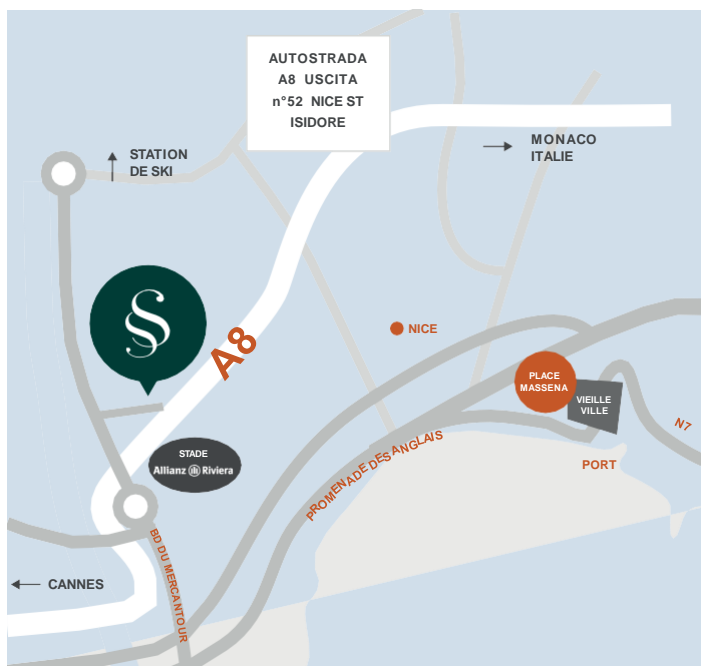 AUTOSTRADA
A8 USCITA
n°52 NICE ST
ISIDORE
STATION
DE SKI
MONACO
ITALIE
A8
NICE
PLACE
MASSENA
VIEILLE
VILLE
N7
STADE
Allianz Riviera
PROMENADE DES ANGLAIS
PORT
BD DU MERCANTOUR
CANNES